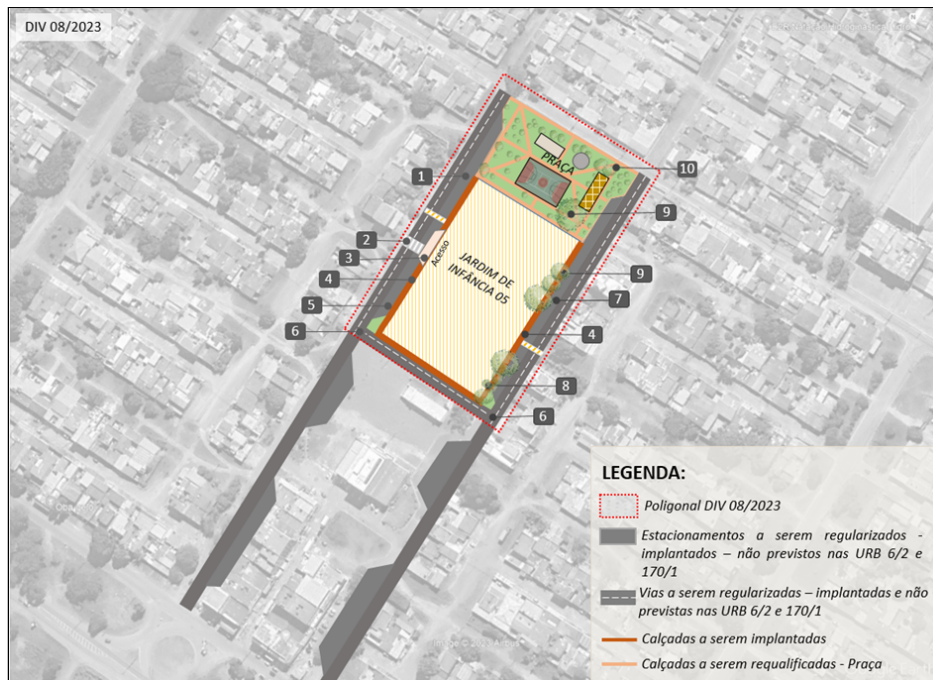 DIV 08/2023
10
PRAÇA
1
9
2
3
Acesso
JARDIM DE
INFÂNCIA 05
9
4
7
5
4
6
8
6
LEGENDA:
Poligonal DIV 08/2023
Estacionamentos a serem regularizados -
implantados – não previstos nas URB 6/2 e
170/1
Vias a serem regularizadas – implantadas e não
previstas nas URB 6/2 e 170/1
Calçadas a serem implantadas
Calçadas a serem requalificadas - Praça